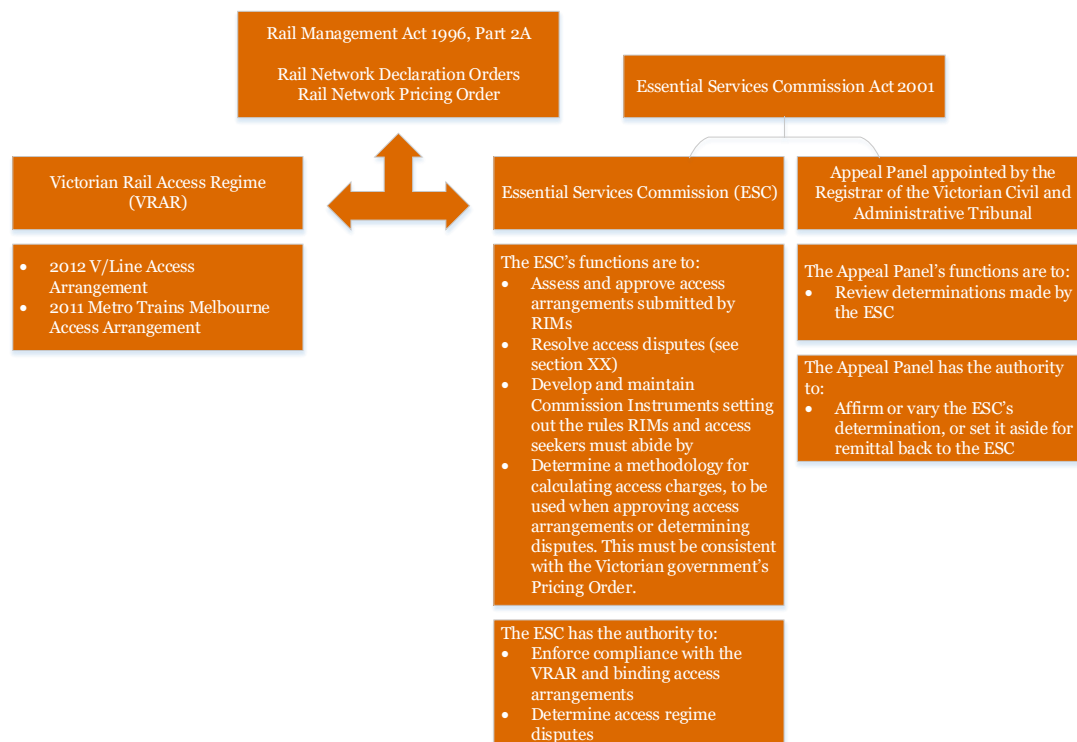 Rail Management Act 1996, Part 2A
Rail Network Declaration Orders
Rail Network Pricing Order
Essential Services Commission Act 2001
Victorian Rail Access Regime
(VRAR)
Essential Services Commission (ESC)
Appeal Panel appointed by the
Registrar of the Victorian Civil and
Administrative Tribunal
• 2012 V/Line Access
Arrangement
• 2011 Metro Trains Melbourne
Access Arrangement
The ESC’s functions are to:
• Assess and approve access
arrangements submitted by
RIMs
• Resolve access disputes (see
section XX)
• Develop and maintain
Commission Instruments setting
out the rules RIMs and access
seekers must abide by
• Determine a methodology for
calculating access charges, to be
used when approving access
arrangements or determining
disputes. This must be consistent
with the Victorian government’s
Pricing Order.
The ESC has the authority to:
• Enforce compliance with the
VRAR and binding access
arrangements
• Determine access regime
disputes
The Appeal Panel’s functions are to:
• Review determinations made by
the ESC
The Appeal Panel has the authority
to:
• Affirm or vary the ESC’s
determination, or set it aside for
remittal back to the ESC